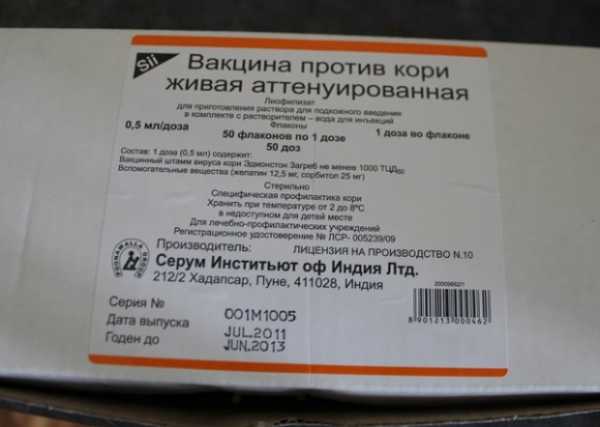 Sii
Вакцина против кори
живая аттенуированная
Лиофилизат
для приготовления раствора для подкожного введения
в комплекте с растворителем – вода для инъекций
Флаконы
0,5 мл/доза 50 флаконов по 1 дозе 1 доза во флаконе
50 доз
Состав: 1 доза (0,5 мл) содержит:
Вакцинный штамм вируса кори Эдмонстон Загреб не менее 1000 ТЦД50
Вспомогательные вещества (желатин 12,5 мг, сорбитол 25 мг)
Стерильно
Специфическая профилактика кори
Хранить при температуре от 2 до 8°C
в недоступном для детей месте
Для лечебно-профилактических учреждений
Регистрационное удостоверение № ЛСР- 005239/09
Производитель: ЛИЦЕНЗИЯ НА ПРОИЗВОДСТВО N.10
POONAWALLA GROUP
Серум Инститьют оф Индия Лтд.
212/2 Хадапсар, Пуне, 411028, Индия
Серия № 001M1005
Дата выпуска JUL.2011
Годен до JUN.2013
8901213000462